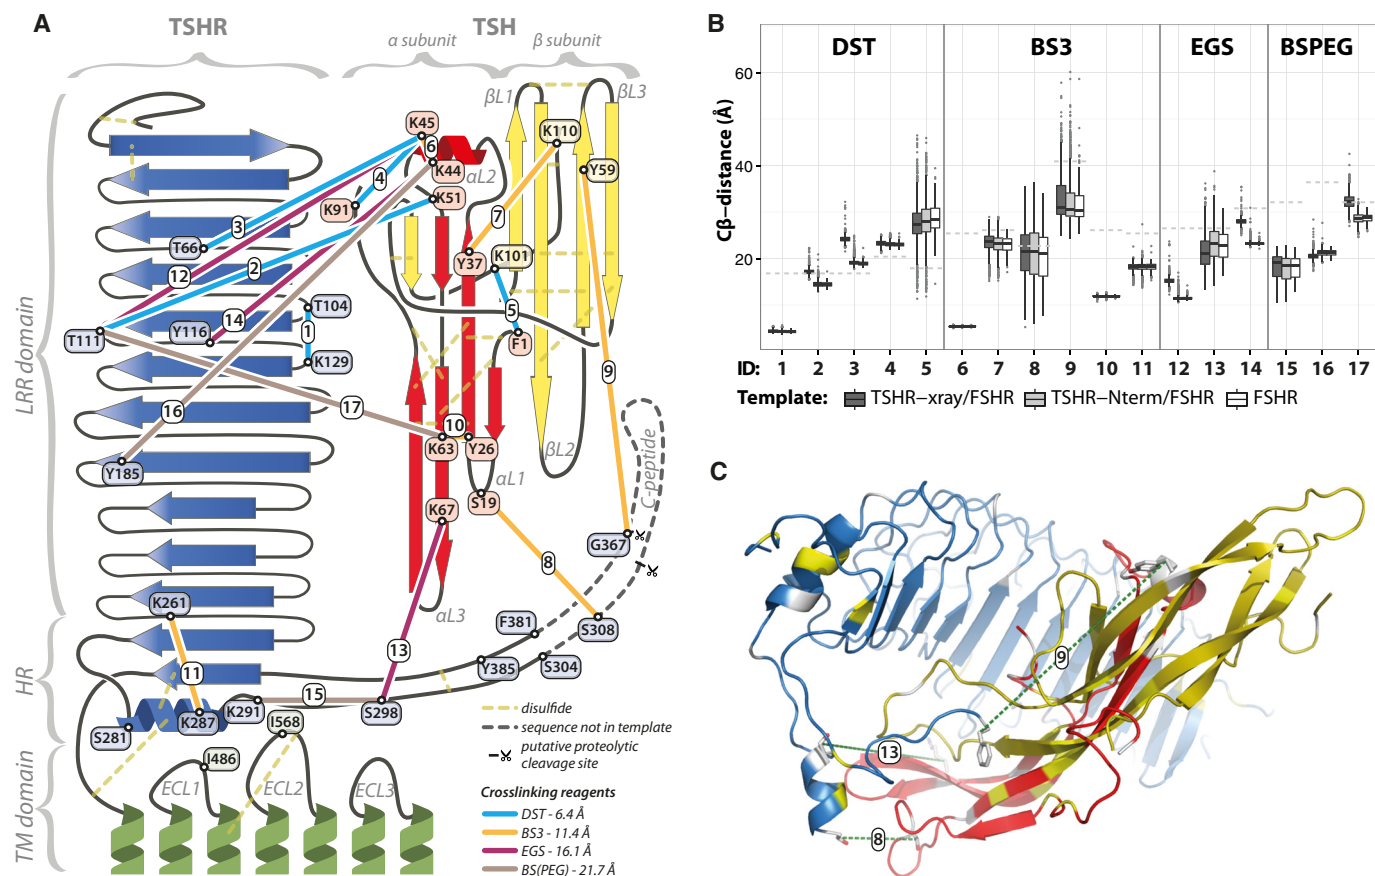 A
TSHR
TSH
α subunit
β subunit
LRR domain
HR
TM domain
βL1
βL3
K45
6
K44
αL2
K110
Y59
4
K91
K51
7
3
T66
K101
Y37
2
12
T104
5
14
Y116
1
T111
F1
K129
9
16
17
10
K63
Y26
βL2
C-peptide
Y185
αL1
S19
K67
G367
8
K261
αL3
F381
S308
13
Y385
S304
11
15
K291
S298
K287
I568
S281
I486
ECL1
ECL2
ECL3
disulfide
sequence not in template
putative proteolytic
cleavage site
Crosslinking reagents
DST - 6.4 Å
BS3 - 11.4 Å
EGS - 16.1 Å
BS(PEG) - 21.7 Å
B
DST
BS3
EGS
BSPEG
Cβ−distance (Å)
60
40
20
ID: 1 2 3 4 5 6 7 8 9 10 11 12 13 14 15 16 17
Template: TSHR−xray/FSHR TSHR−Nterm/FSHR FSHR
C
9
13
8